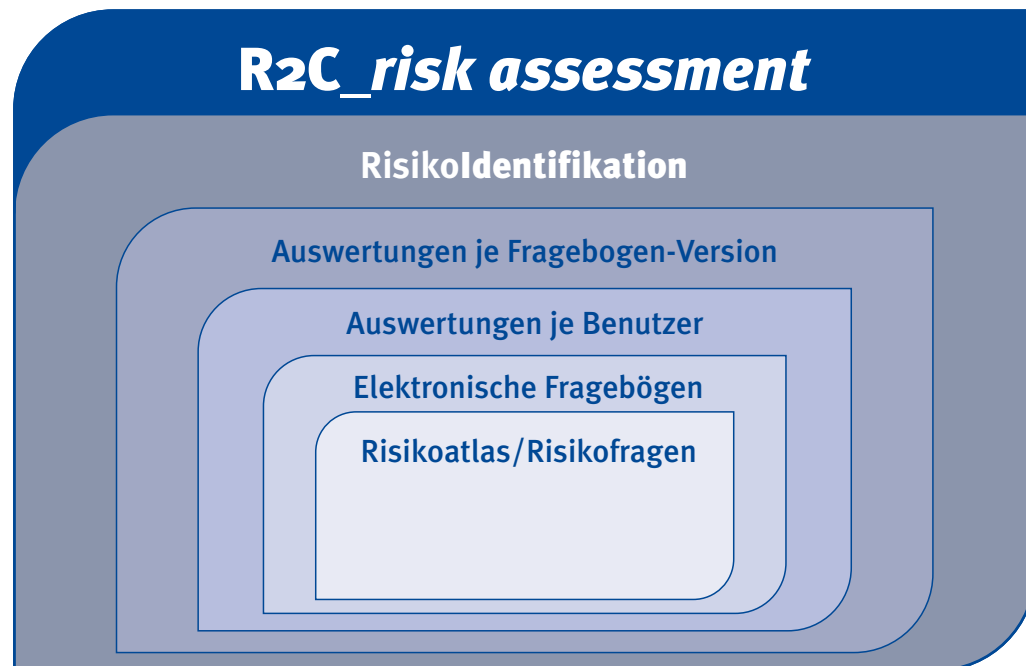 R2C_risk assessment
RisikoIdentifikation
Auswertungen je Fragebogen-Version
Auswertungen je Benutzer
Elektronische Fragebögen
Risikoatlas/Risikofragen